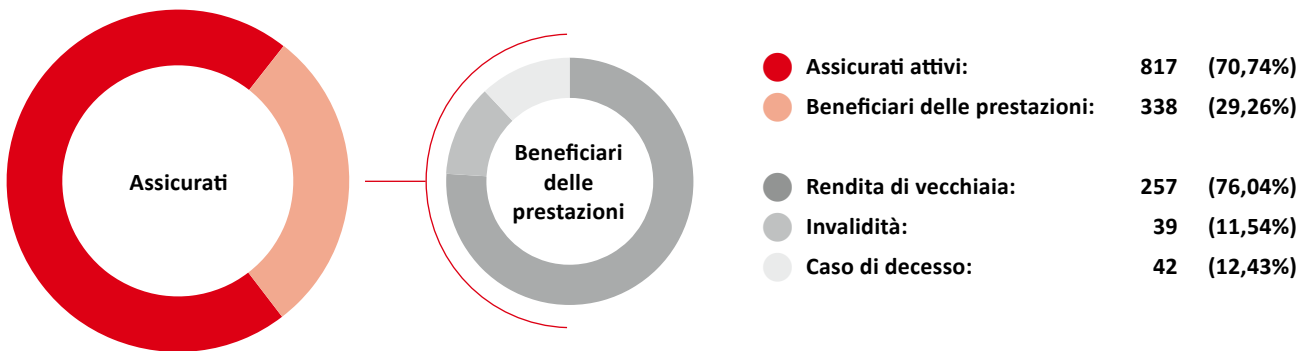 Assicurati
Beneficiari
delle
prestazioni
Assicurati attivi: 817 (70,74%)
Beneficiari delle prestazioni: 338 (29,26%)
Rendita di vecchiaia: 257 (76,04%)
Invalidità: 39 (11,54%)
Caso di decesso: 42 (12,43%)